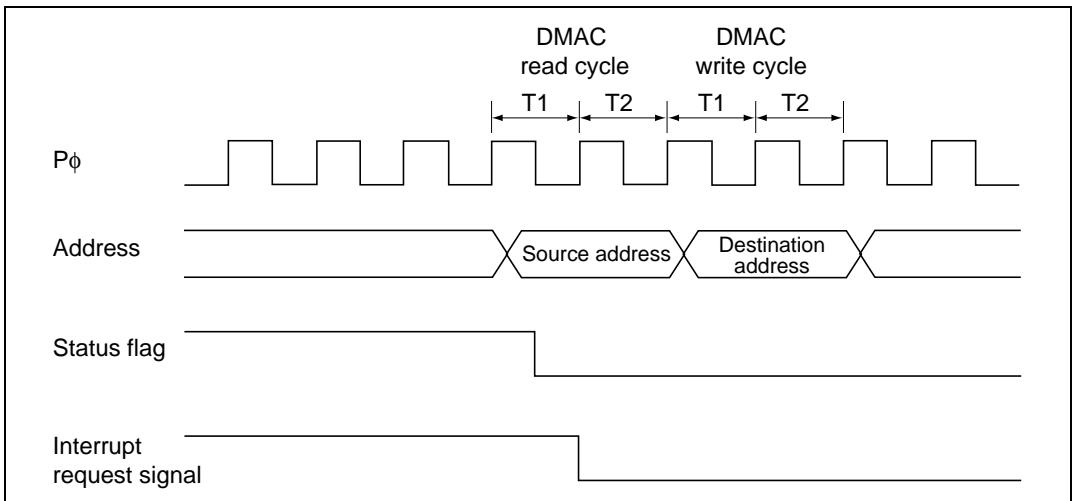 DMAC
read cycle
DMAC
write cycle
T1
T2
T1
T2
Pϕ
Address
Source address
Destination
address
Status flag
Interrupt
request signal